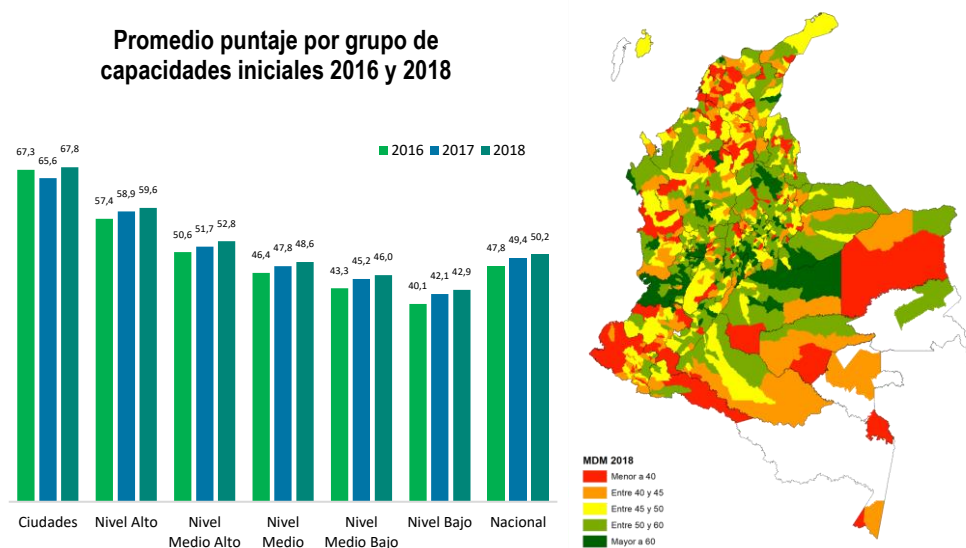 Promedio puntaje por grupo de
capacidades iniciales 2016 y 2018
2016 2017 2018
67,3 65,6 67,8
57,4 58,9 59,6
50,6 51,7 52,8
46,4 47,8 48,6
43,3 45,2 46,0
40,1 42,1 42,9
47,8 49,4 50,2
Ciudades
Nivel Alto
Nivel
Medio Alto
Nivel
Medio
Nivel
Medio Bajo
Nivel Bajo
Nacional
MDM 2018
Menor a 40
Entre 40 y 45
Entre 45 y 50
Entre 50 y 60
Mayor a 60